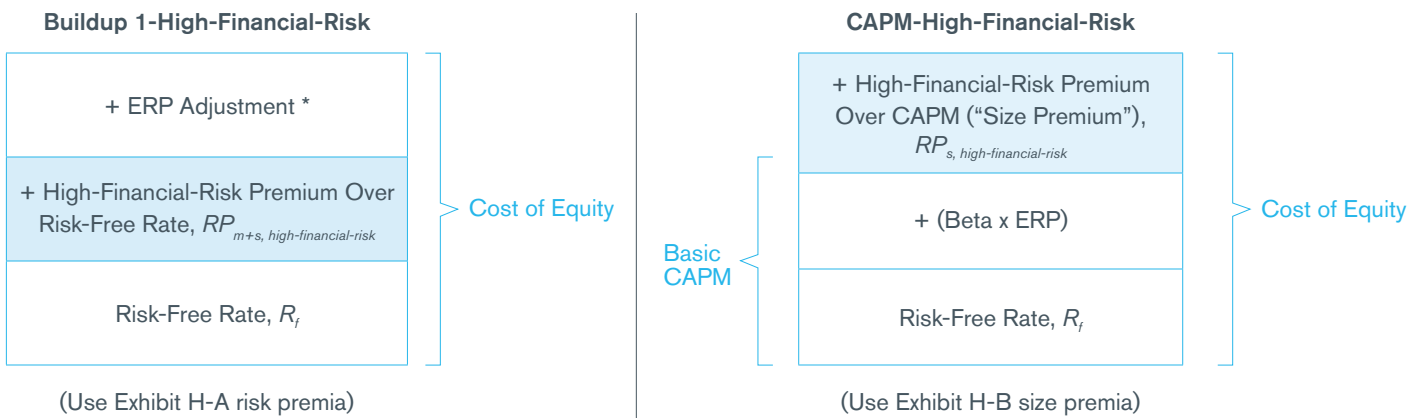 Buildup 1-High-Financial-Risk
+ ERP Adjustment *
+ High-Financial-Risk Premium Over
Risk-Free Rate, RPm+s, high-financial-risk
Risk-Free Rate, Rf
Cost of Equity
(Use Exhibit H-A risk premia)
CAPM-High-Financial-Risk
+ High-Financial-Risk Premium
Over CAPM (“Size Premium”),
RPs, high-financial-risk
+ (Beta x ERP)
Risk-Free Rate, Rf
Basic
CAPM
Cost of Equity
(Use Exhibit H-B size premia)